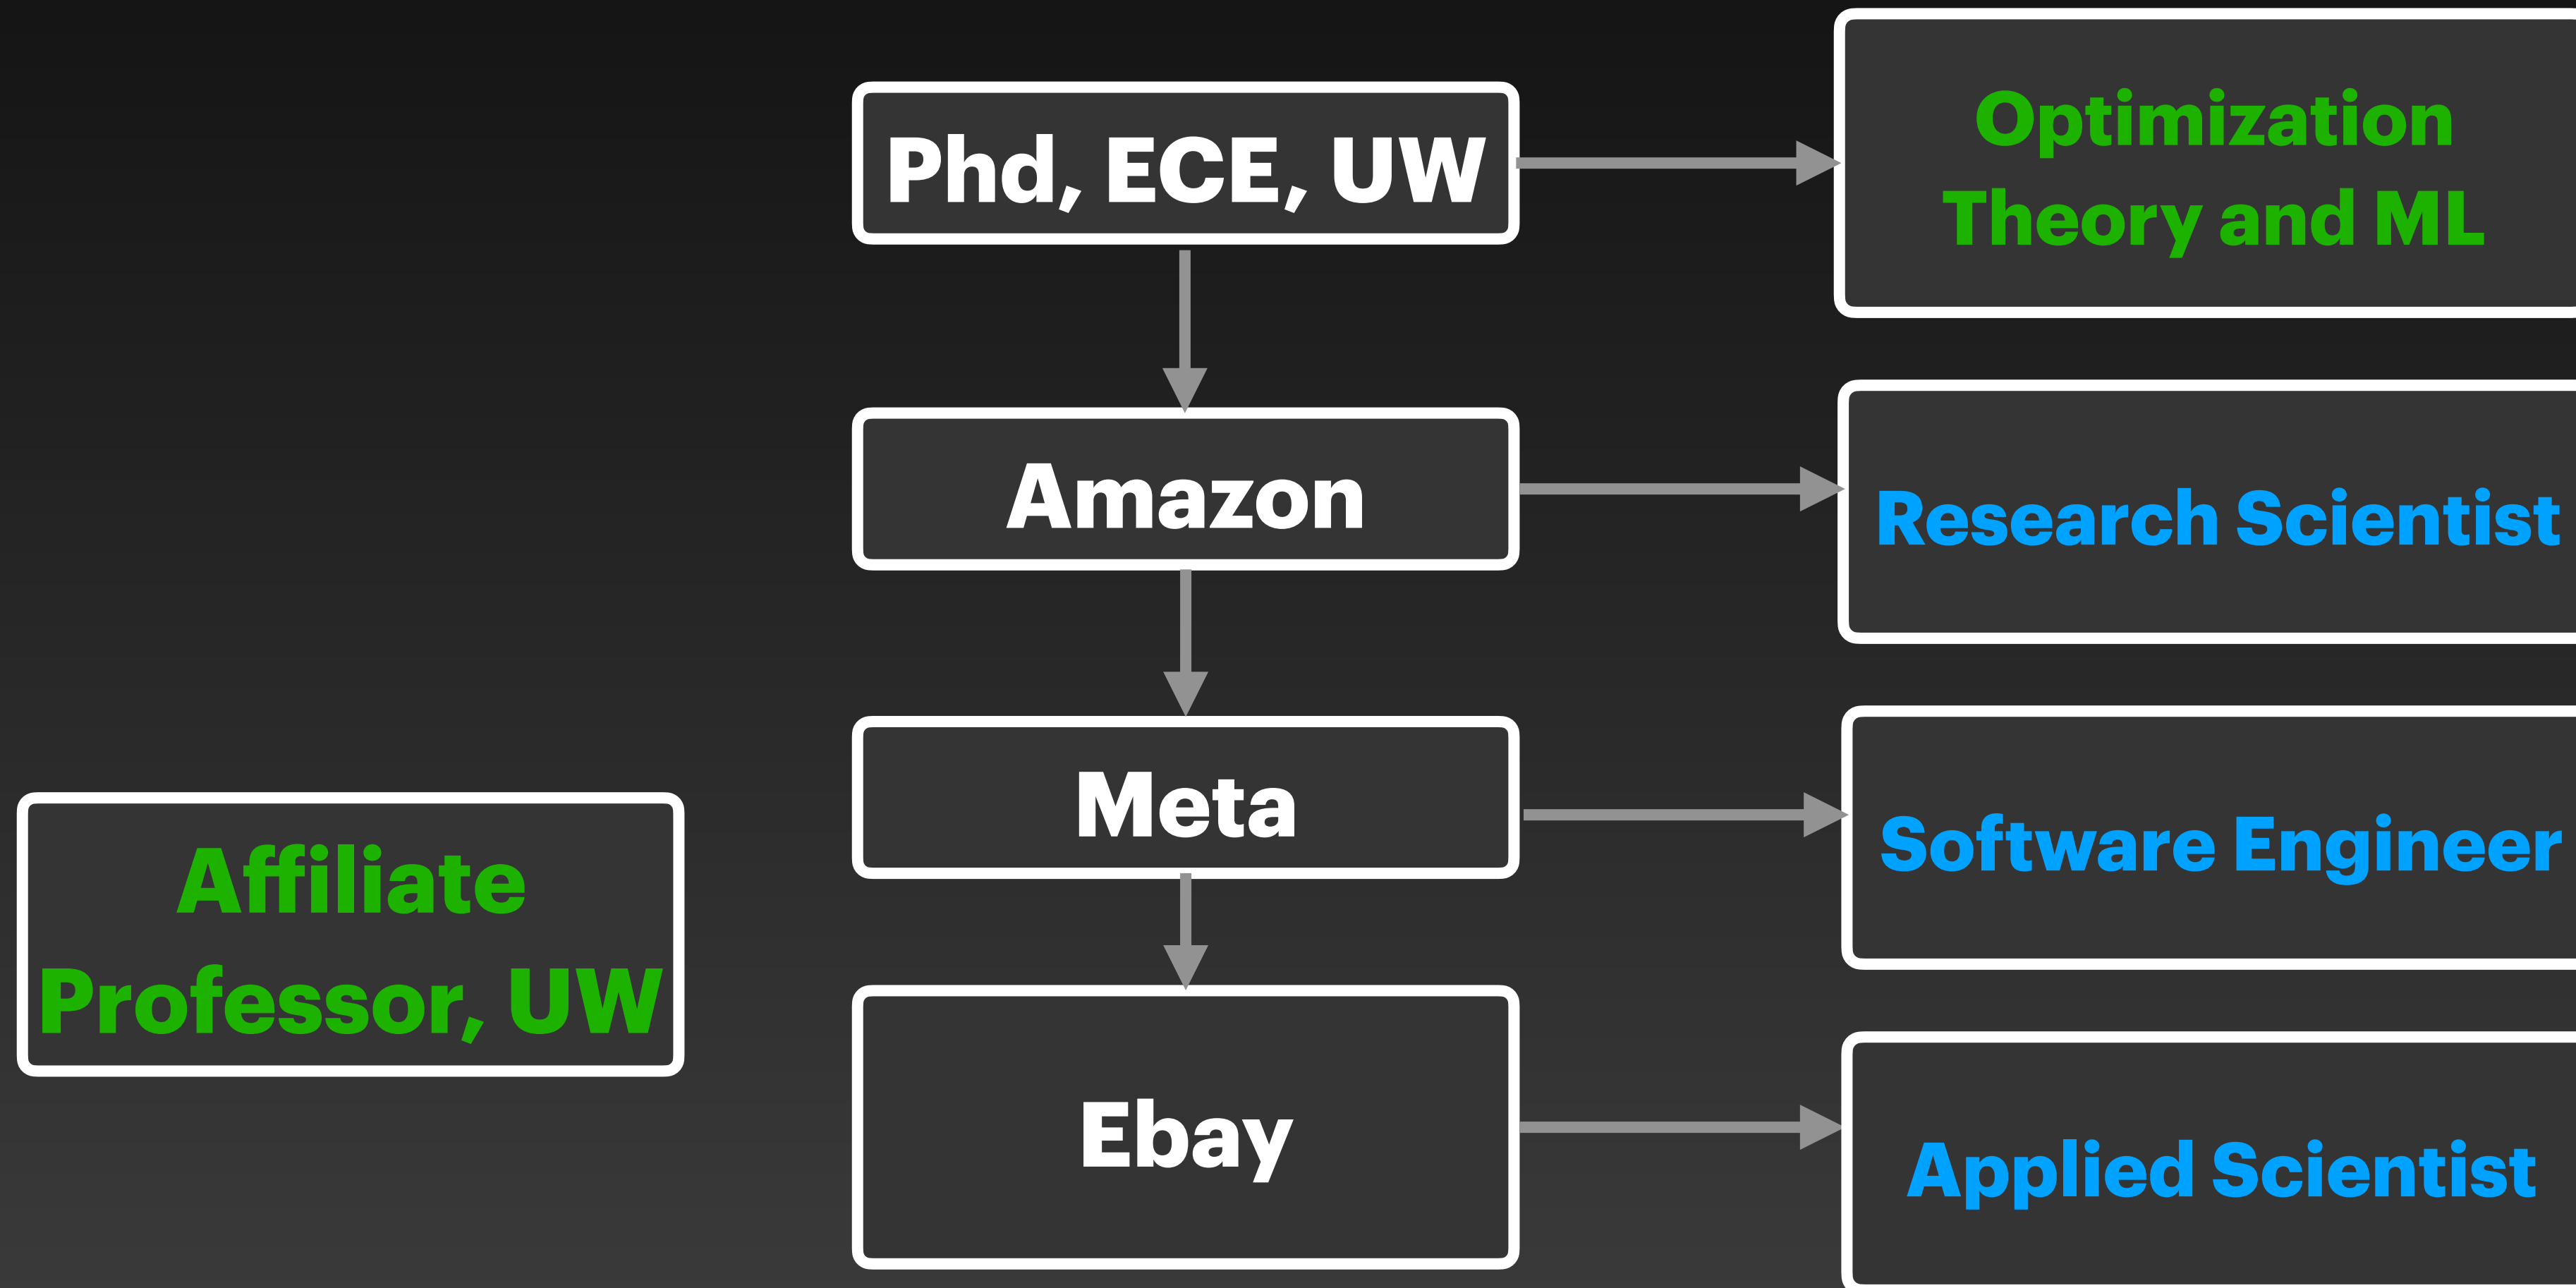 Phd, ECE, UW
Optimization
Theory and ML
Amazon
Research Scientist
Meta
Software Engineer
Affiliate
Professor, UW
Ebay
Applied Scientist